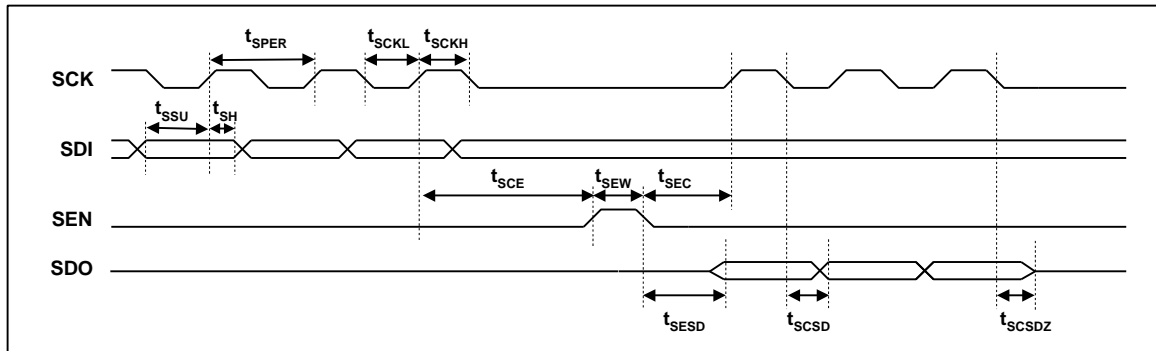 tSPER
tSCKL
tSCKH
SCK
tSSU
tSH
SDI
tSCE
tSEW
tSEC
SEN
SDO
tSESD
tSCSD
tSCSDZ